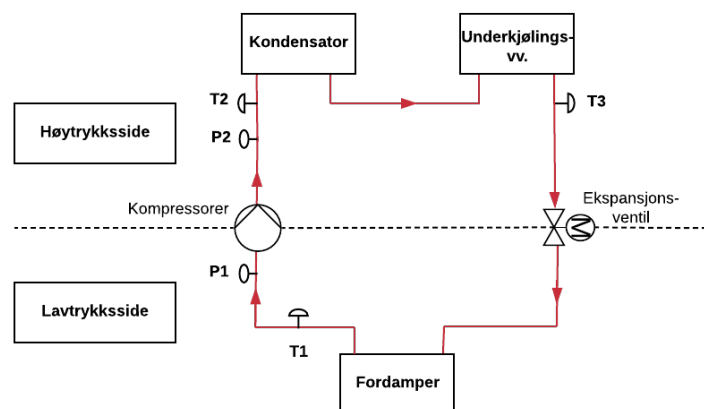 Kondensator
Underkjølings-
vv.
T2
T3
Høytrykksside
P2
Kompressorer
Ekspansjons-
ventil
M
P1
Lavtrykksside
T1
Fordamper